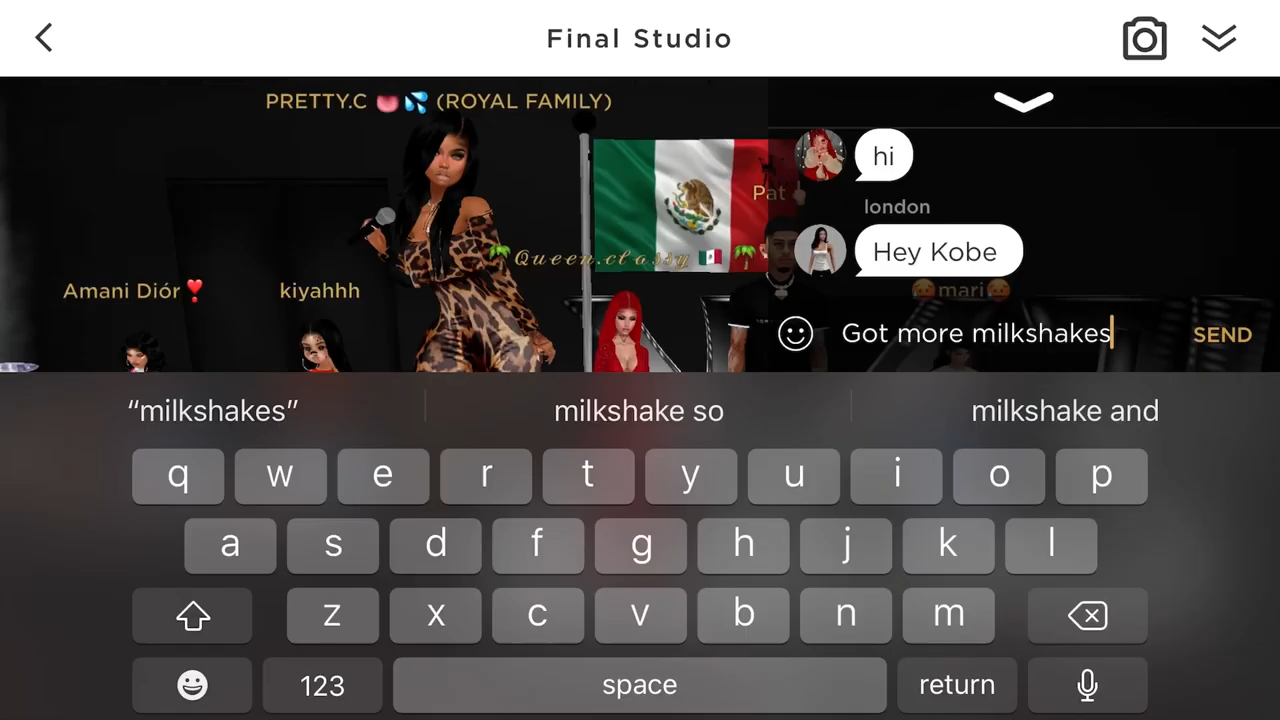 Final Studio
PRETTY.C 👅💦 (ROYAL FAMILY)
hi
Pat
london
Hey Kobe
🌴Queen.classy 🇲🇽 🌴
Amani Diór❣️
kiyahhh
🥵mari🥵
Got more milkshakes
SEND
“milkshakes”
milkshake so
milkshake and
q w e r t y u i o p
a s d f g h j k l
z x c v b n m
123
space
return